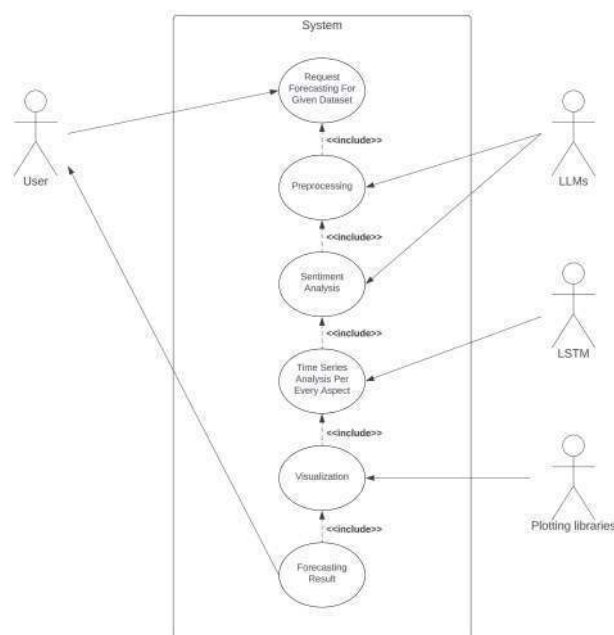 System
Request
Forecasting For
Given Dataset
<<include>>
User
Preprocessing
LLMs
<<include>>
Sentiment
Analysis
<<include>>
LSTM
Time Series
Analysis Per
Every Aspect
<<include>>
Visualization
Plotting libraries
<<include>>
Forecasting
Result